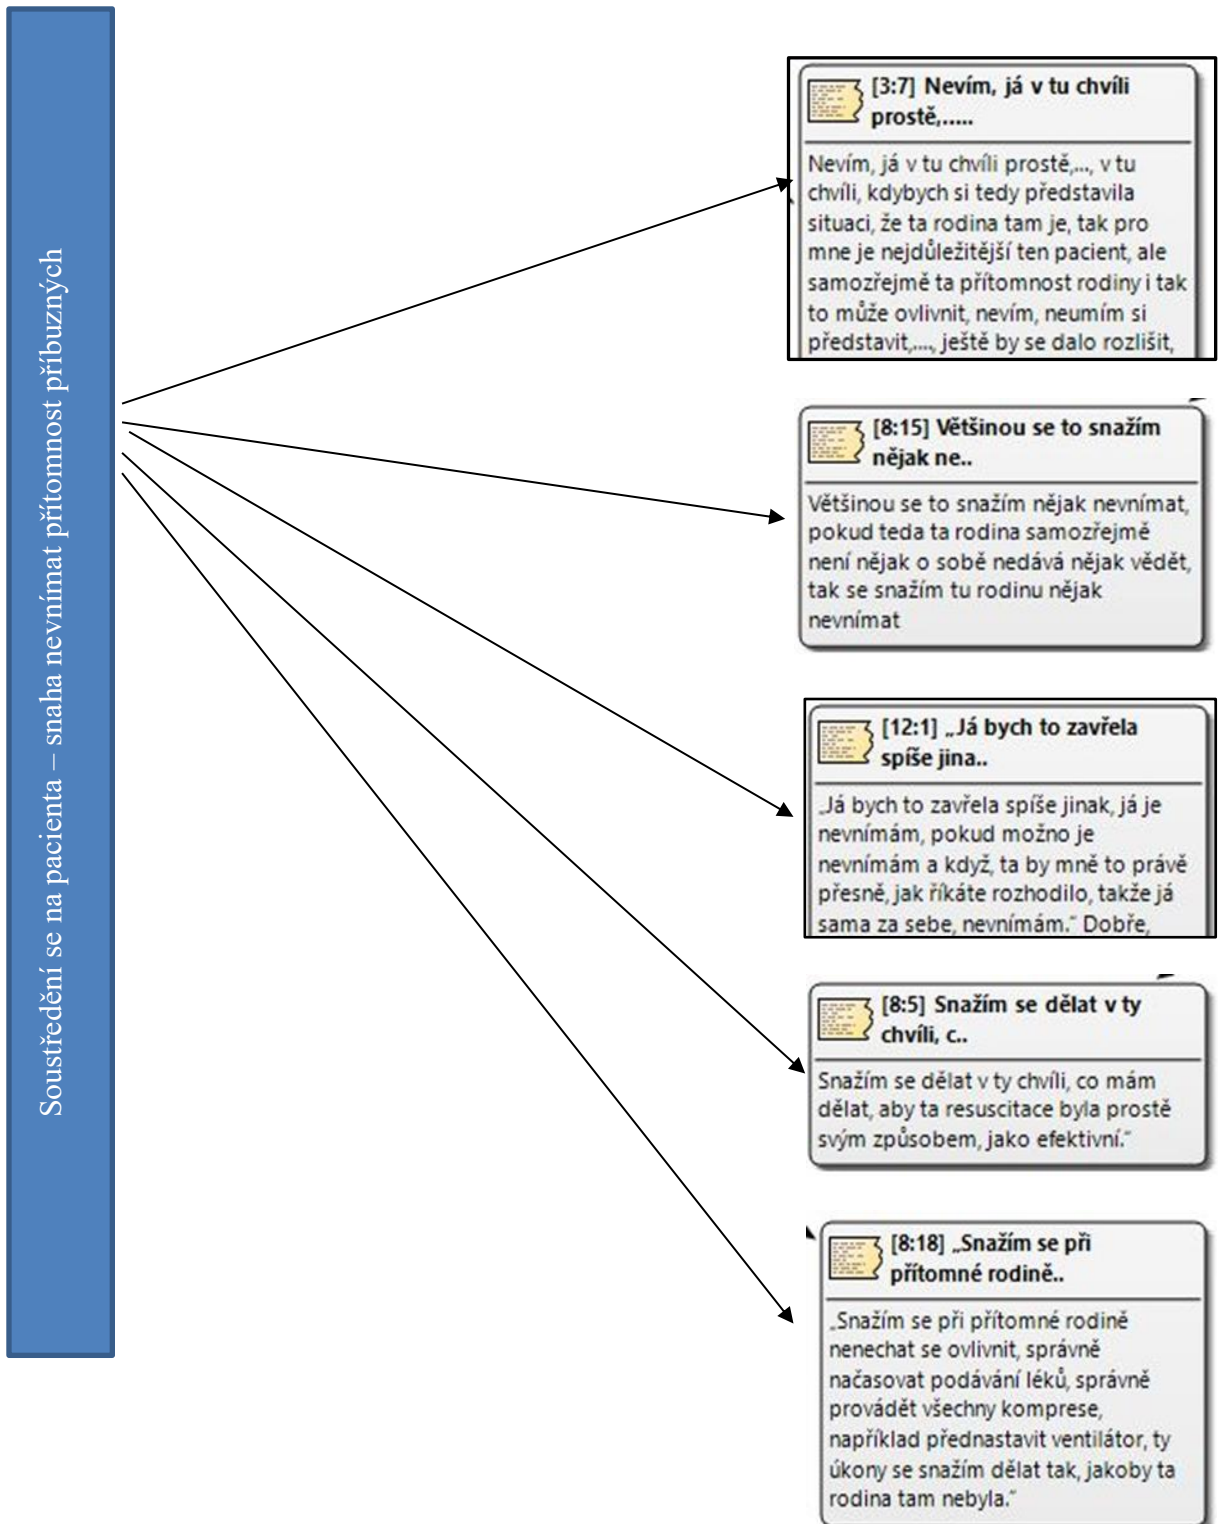 Soustředění se na pacienta – snaha nevnímat přítomnost příbuzných
[3:7] Nevím, já v tu chvíli
prostě,.....
Nevím, já v tu chvíli prostě,..., v tu
chvíli, kdybych si tedy představila
situaci, že ta rodina tam je, tak pro
mne je nejdůležitější ten pacient, ale
samozřejmě ta přítomnost rodiny i tak
to může ovlivnit, nevím, neumím si
představit,...., ještě by se dalo rozlišit,
[8:15] Většinou se to snažím
nějak ne..
Většinou se to snažím nějak nevnímat,
pokud teda ta rodina samozřejmě
není nějak o sobě nedává nějak vědět,
tak se snažím tu rodinu nějak
nevnímat
[12:1] „Já bych to zavřela
spíše jina..
„Já bych to zavřela spíše jinak, já je
nevnímám, pokud možno je
nevnímám a když, ta by mně to právě
přesně, jak říkáte rozhodilo, takže já
sama za sebe, nevnímám.“ Dobře,
[8:5] Snažím se dělat v ty
chvíli, c..
Snažím se dělat v ty chvíli, co mám
dělat, aby ta resuscitace byla prostě
svým způsobem, jako efektivní.“
[8:18] „Snažím se při
přítomné rodině..
„Snažím se při přítomné rodině
nenechat se ovlivnit, správně
načasovat podávání léků, správně
provádět všechny komprese,
například přednastavit ventilátor, ty
úkony se snažím dělat tak, jakoby ta
rodina tam nebyla.“